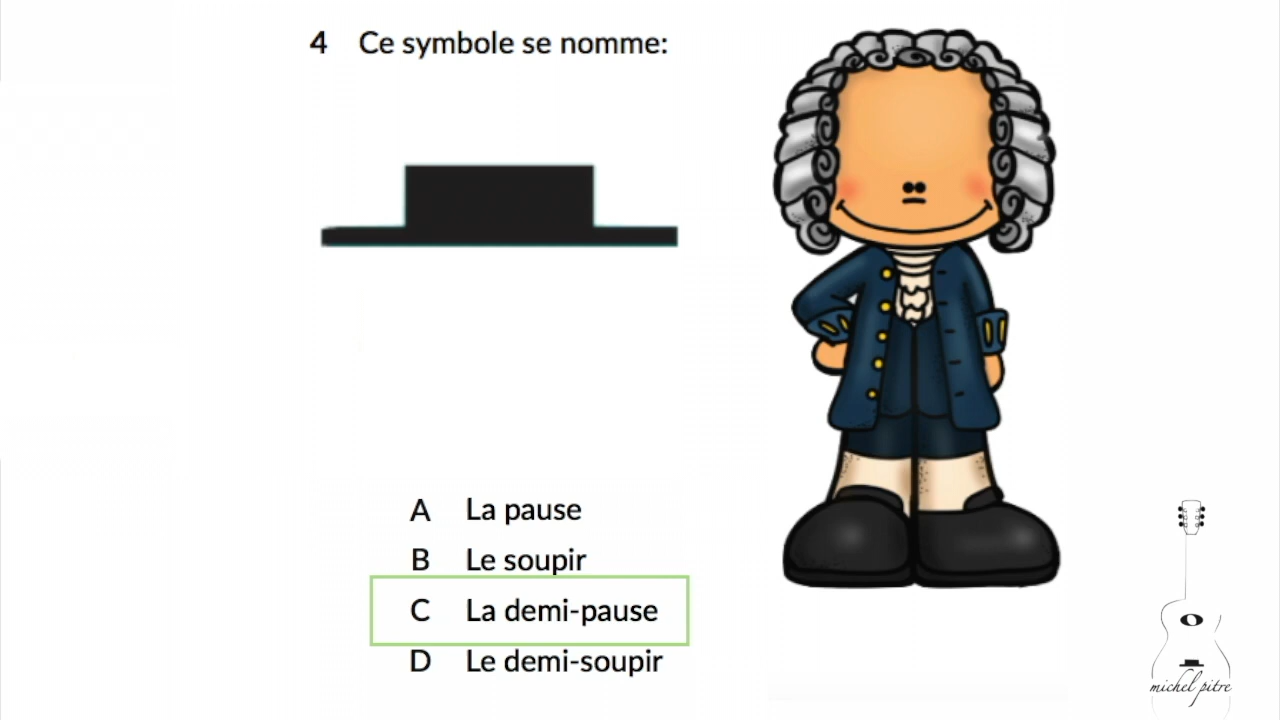 4 Ce symbole se nomme:
A La pause
B Le soupir
C La demi-pause
D Le demi-soupir
michel pitre